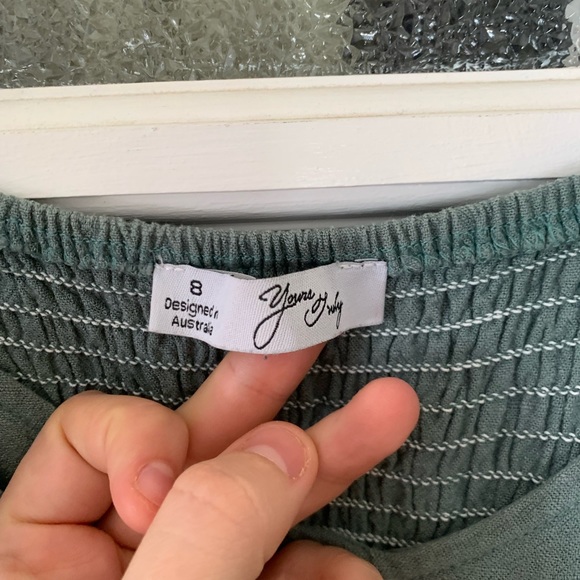 8
Designed in
Australia
Yours Truly